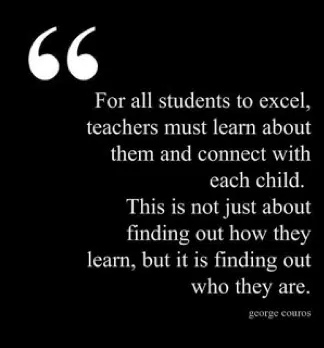 “
For all students to excel,
teachers must learn about
them and connect with
each child.
This is not just about
finding out how they
learn, but it is finding out
who they are.
george couros